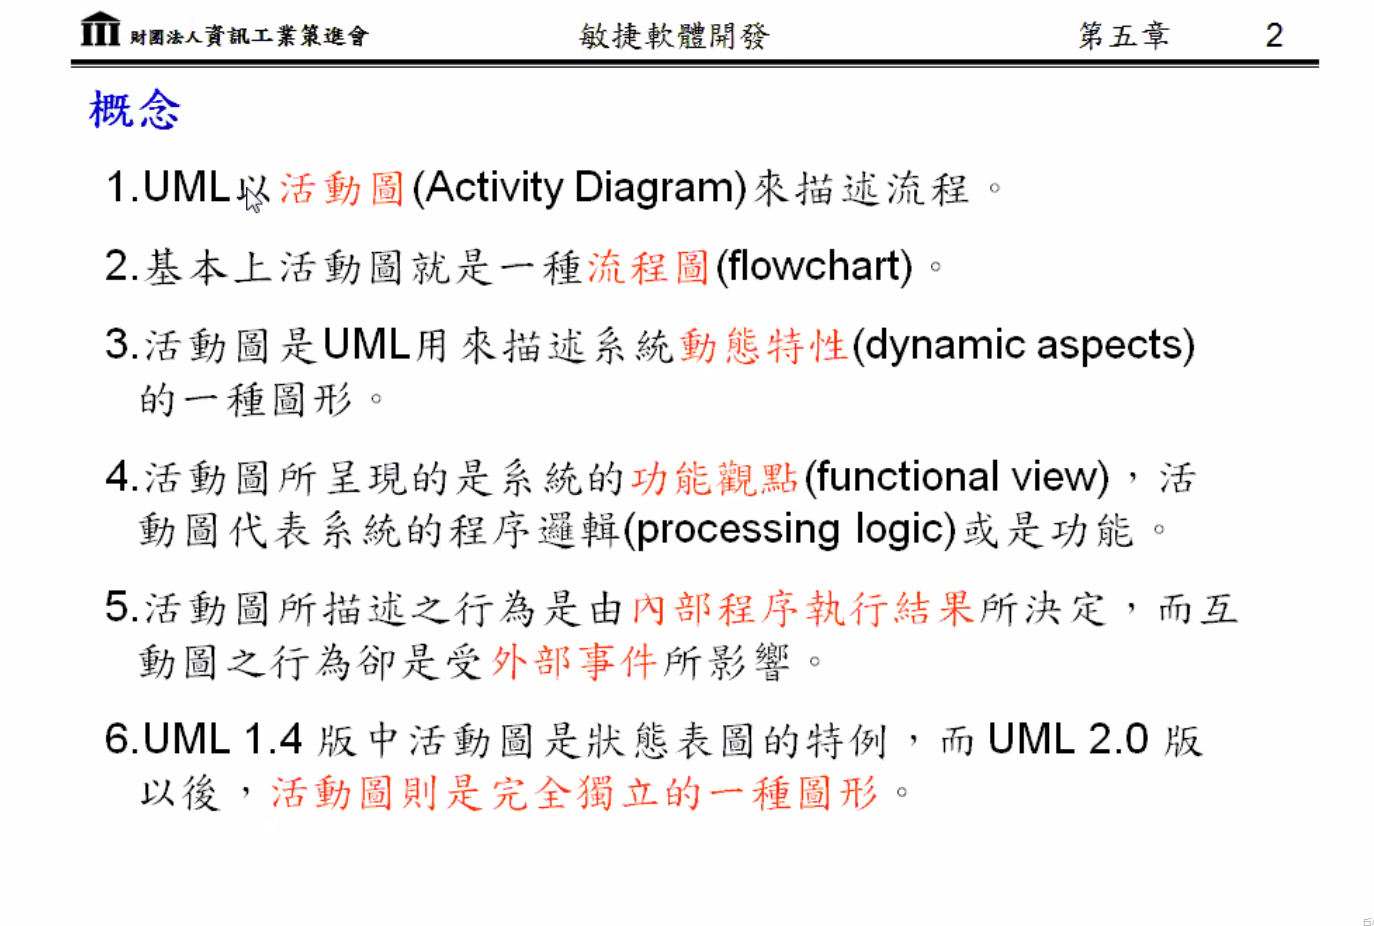 財團法人資訊工業策進會 敏捷軟體開發 第五章 2
概念
1.UML以活動圖(Activity Diagram)來描述流程。
2.基本上活動圖就是一種流程圖(flowchart)。
3.活動圖是UML用來描述系統動態特性(dynamic aspects)
的一種圖形。
4.活動圖所呈現的是系統的功能觀點(functional view)，活
動圖代表系統的程序邏輯(processing logic)或是功能。
5.活動圖所描述之行為是由內部程序執行結果所決定，而互
動圖之行為卻是受外部事件所影響。
6.UML 1.4 版中活動圖是狀態表圖的特例，而 UML 2.0 版
以後，活動圖則是完全獨立的一種圖形。